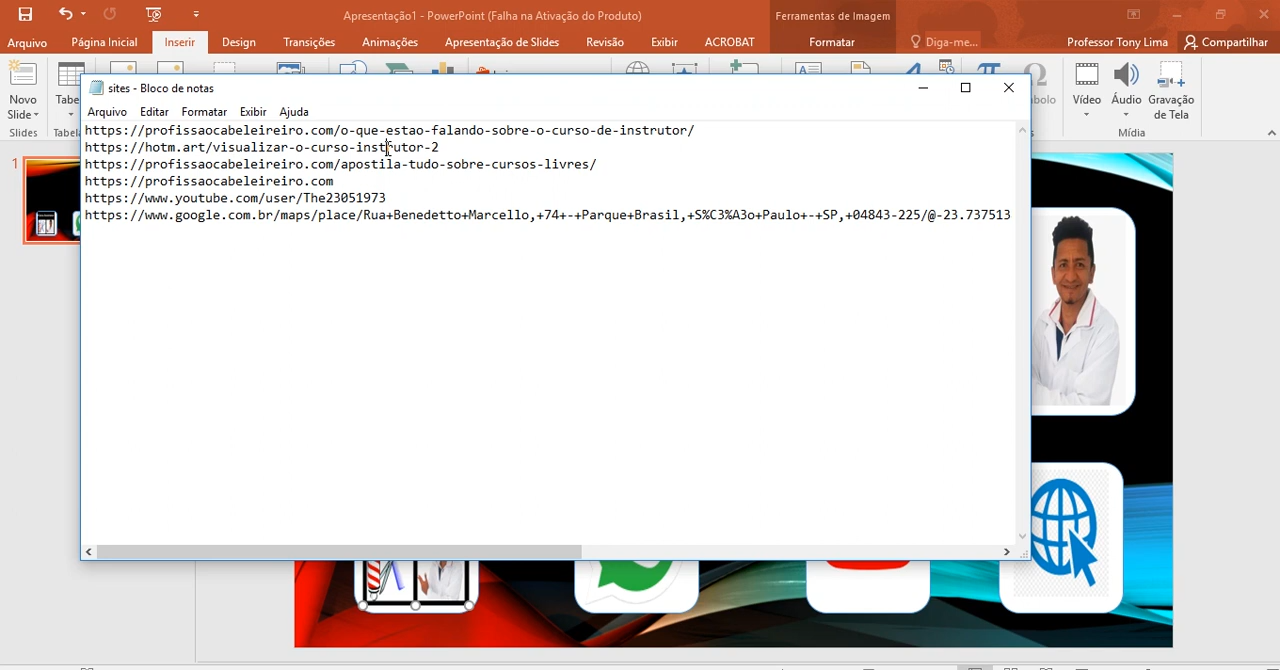 Apresentação1 - PowerPoint (Falha na Ativação do Produto)
Ferramentas de Imagem
Arquivo
Página Inicial
Inserir
Design
Transições
Animações
Apresentação de Slides
Revisão
Exibir
ACROBAT
Formatar
Diga-me...
Professor Tony Lima
Compartilhar
Novo
Slide
Slides
Tabe
Tabel
Vídeo
Áudio
Gravação
de Tela
Mídia
sites - Bloco de notas
Arquivo
Editar
Formatar
Exibir
Ajuda
https://profissaocabeleireiro.com/o-que-estao-falando-sobre-o-curso-de-instrutor/
https://hotm.art/visualizar-o-curso-instrutor-2
https://profissaocabeleireiro.com/apostila-tudo-sobre-cursos-livres/
https://profissaocabeleireiro.com
https://www.youtube.com/user/The23051973
https://www.google.com.br/maps/place/Rua+Benedetto+Marcello,+74+-+Parque+Brasil,+S%C3%A3o+Paulo+-+SP,+04843-225/@-23.737513
1